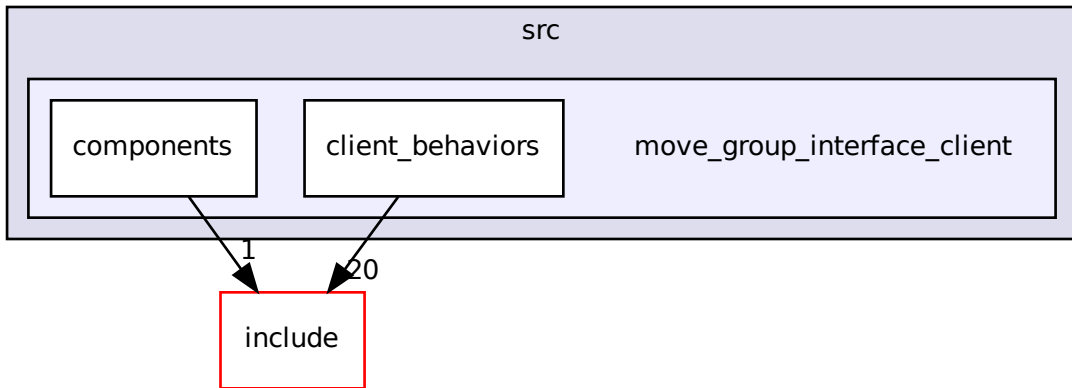 src
components
client_behaviors
move_group_interface_client
1
20
include